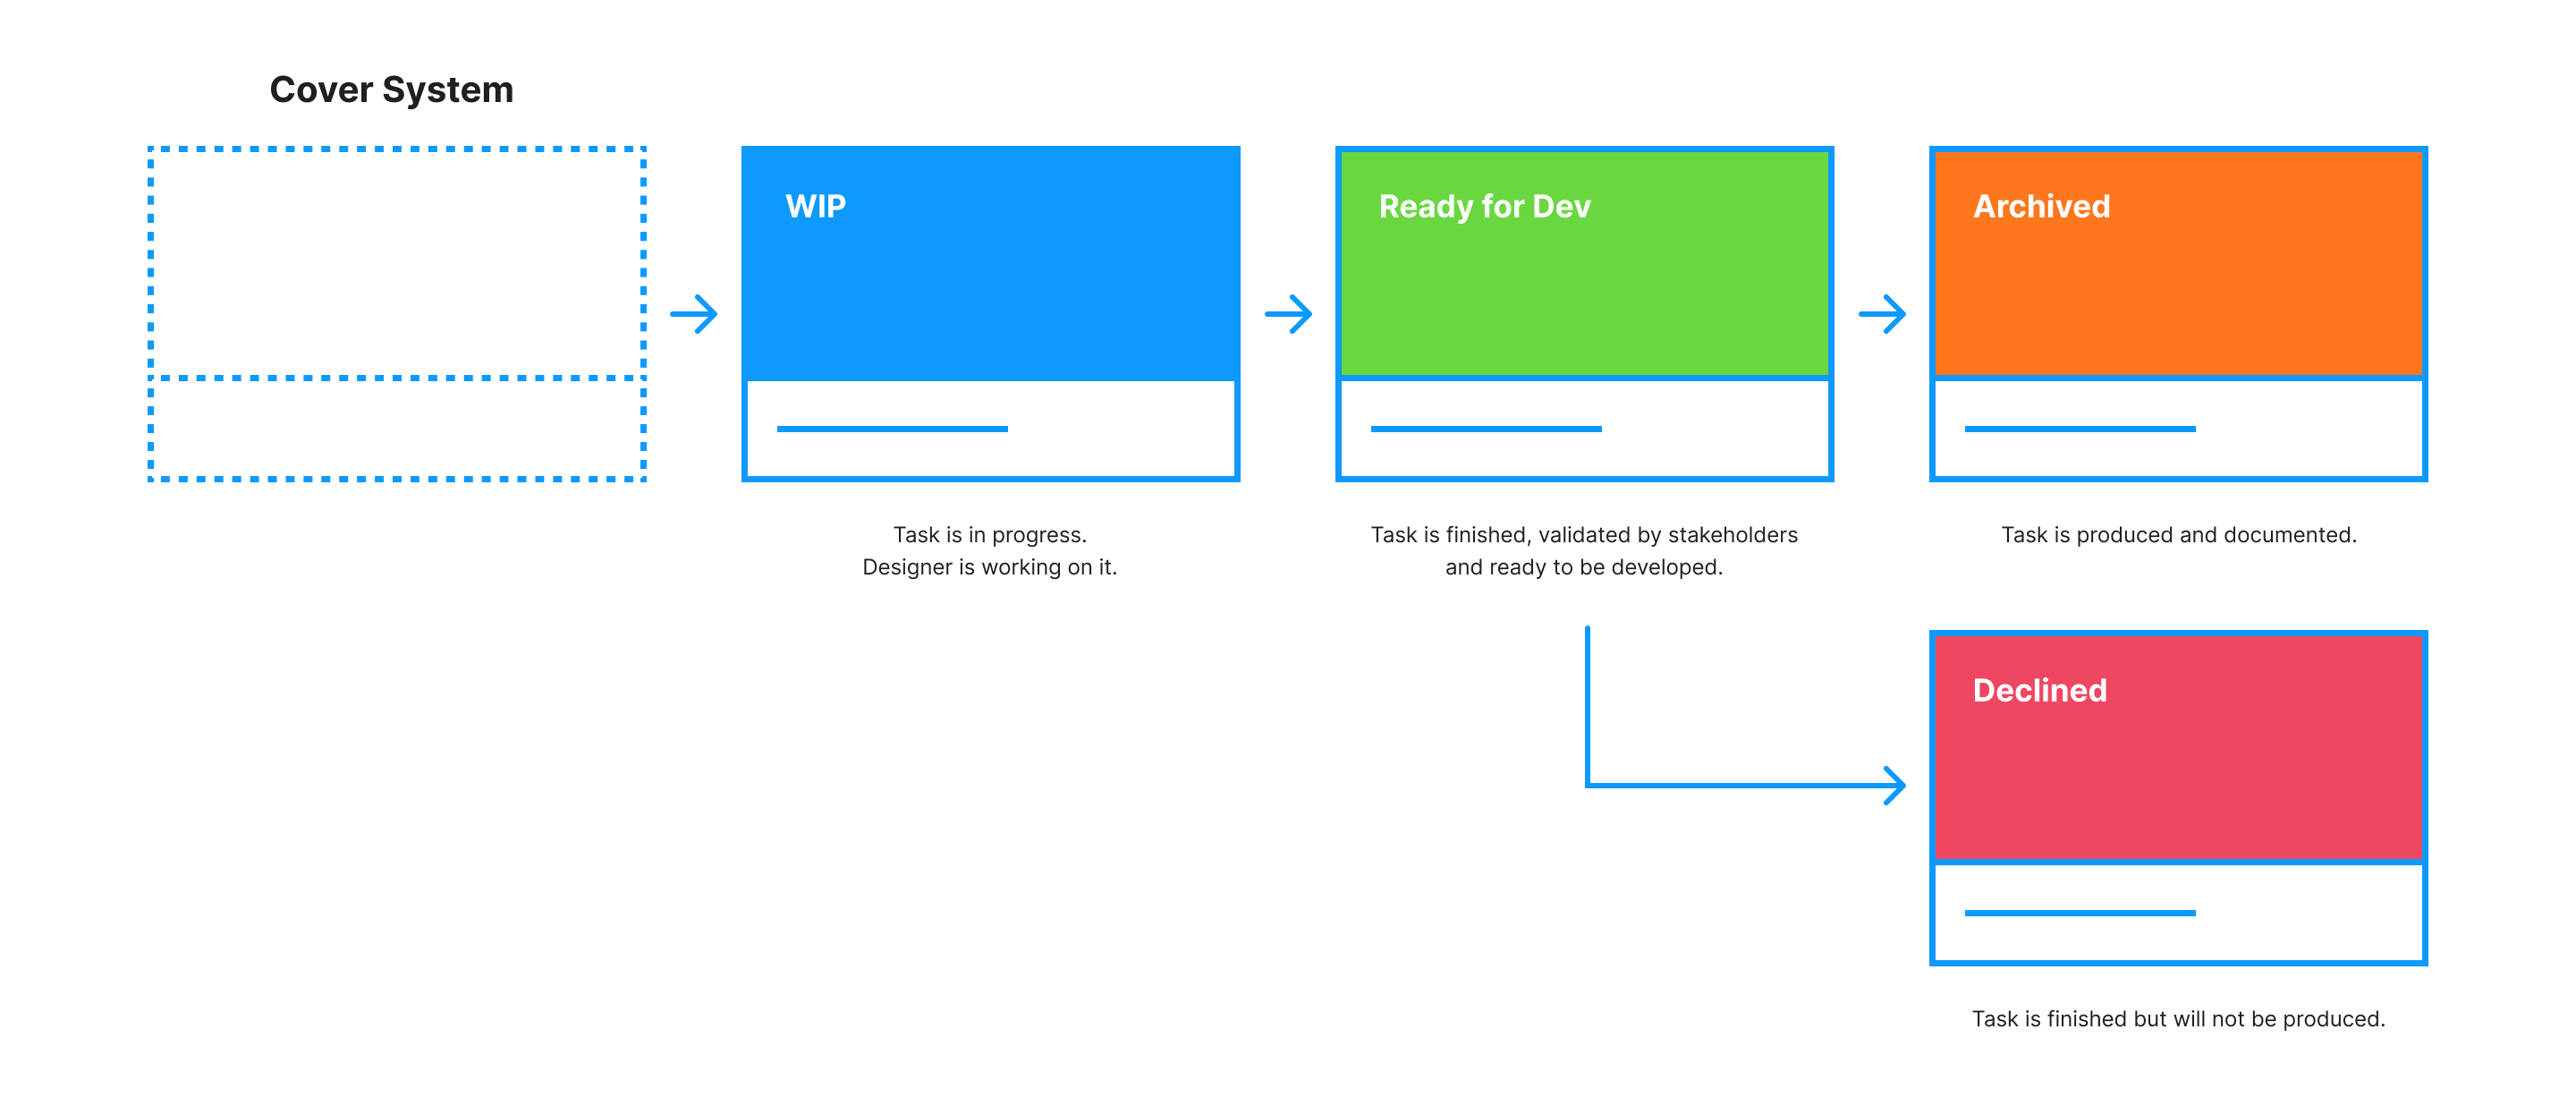 Cover System
WIP
Ready for Dev
Archived
Task is in progress.
Designer is working on it.
Task is finished, validated by stakeholders
and ready to be developed.
Task is produced and documented.
Declined
Task is finished but will not be produced.